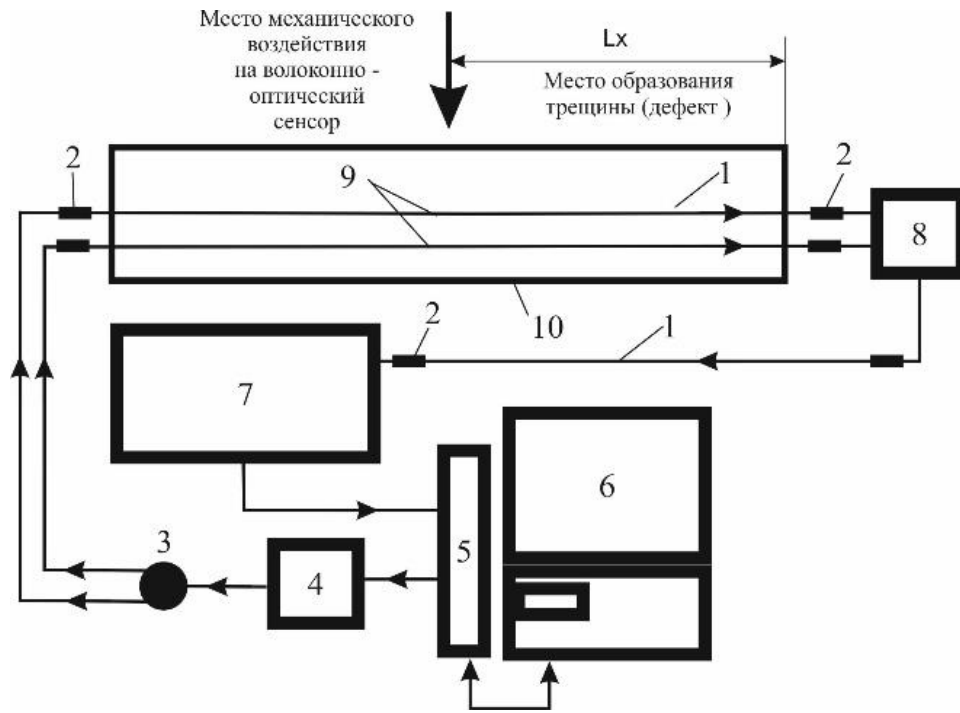 Место механического
воздействия
на волоконно -
оптический
сенсор
Lx
Место образования
трещины (дефект )
2
9
1
2
8
10
2
1
7
6
5
3
4